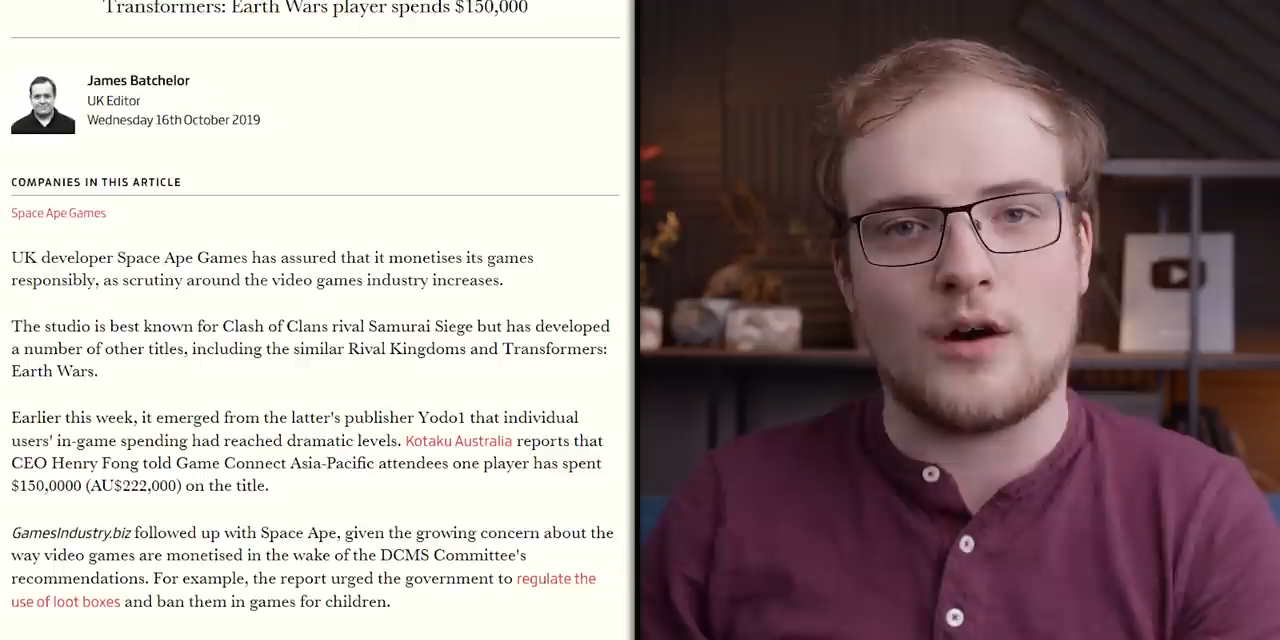 Transformers: Earth Wars player spends $150,000
James Batchelor
UK Editor
Wednesday 16th October 2019
COMPANIES IN THIS ARTICLE
Space Ape Games
UK developer Space Ape Games has assured that it monetises its games
responsibly, as scrutiny around the video games industry increases.
The studio is best known for Clash of Clans rival Samurai Siege but has developed
a number of other titles, including the similar Rival Kingdoms and Transformers:
Earth Wars.
Earlier this week, it emerged from the latter's publisher Yodo1 that individual
users' in-game spending had reached dramatic levels. Kotaku Australia reports that
CEO Henry Fong told Game Connect Asia-Pacific attendees one player has spent
$150,0000 (AU$222,000) on the title.
GamesIndustry.biz followed up with Space Ape, given the growing concern about the
way video games are monetised in the wake of the DCMS Committee's
recommendations. For example, the report urged the government to regulate the
use of loot boxes and ban them in games for children.